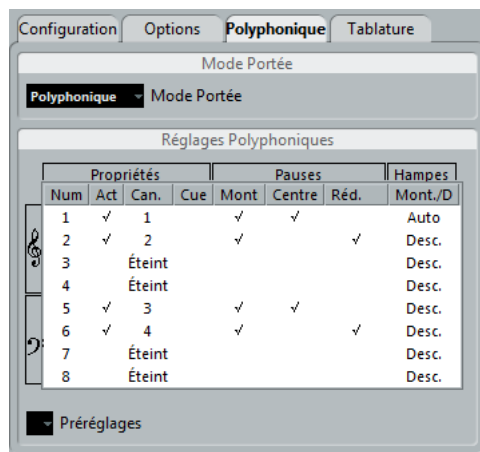 Configuration Options Polyphonique Tablature
Mode Portée
Polyphonique Mode Portée
Réglages Polyphoniques
Propriétés Pauses Hampes
Num Act Can. Cue Mont Centre Réd. Mont./D
1 √ 1 √ √ Auto
2 √ 2 √ √ Desc.
3 Éteint Desc.
4 Éteint Desc.
5 √ 3 √ √ Desc.
6 √ 4 √ √ Desc.
7 Éteint Desc.
8 Éteint Desc.
Préréglages